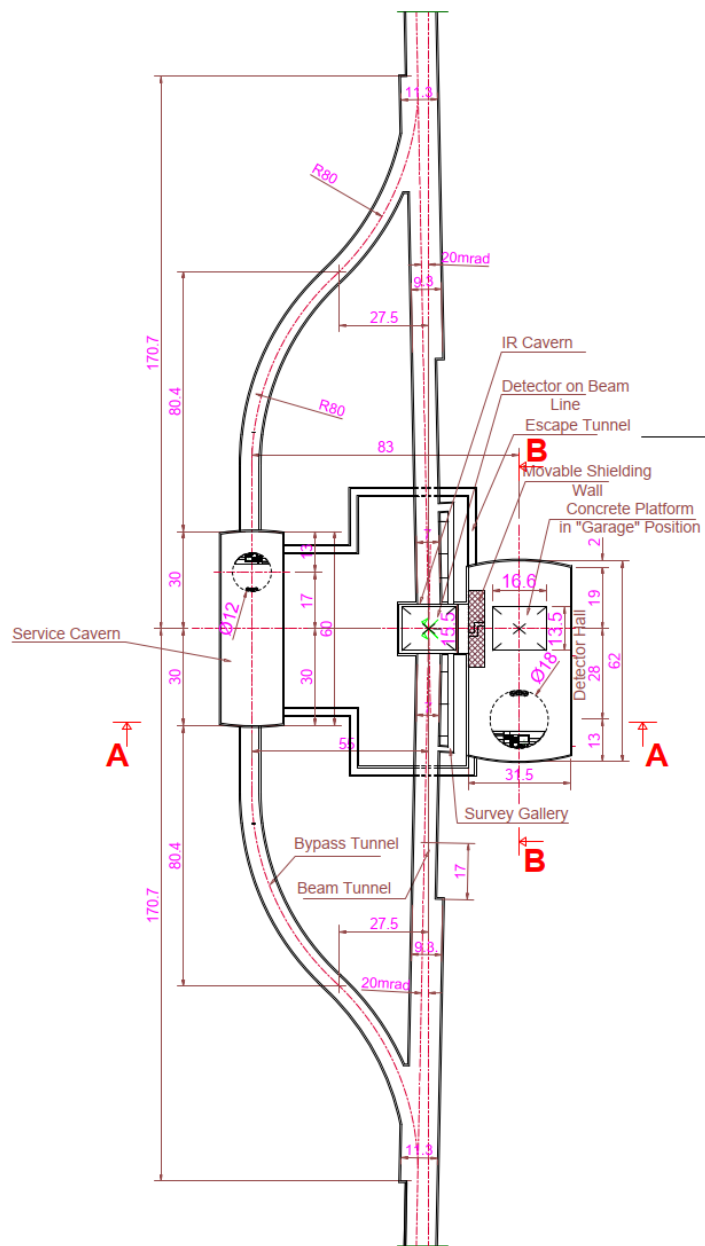 11.3
R80
20mrad
9.3
27.5
IR Cavern
170.7
80.4
Detector on Beam
Line
R80
Escape Tunnel
83
B
Movable Shielding
Wall
Concrete Platform
in "Garage" Position
2
7
13
16.6
30
17
19
Ø12
60
15.5
13.5
Service Cavern
Detector Hall
62
Ø18
28
30
30
7
A
A
55
13
31.5
Survey Gallery
Bypass Tunnel
B
17
Beam Tunnel
80.4
170.7
27.5
9.3.
20mrad
11.3